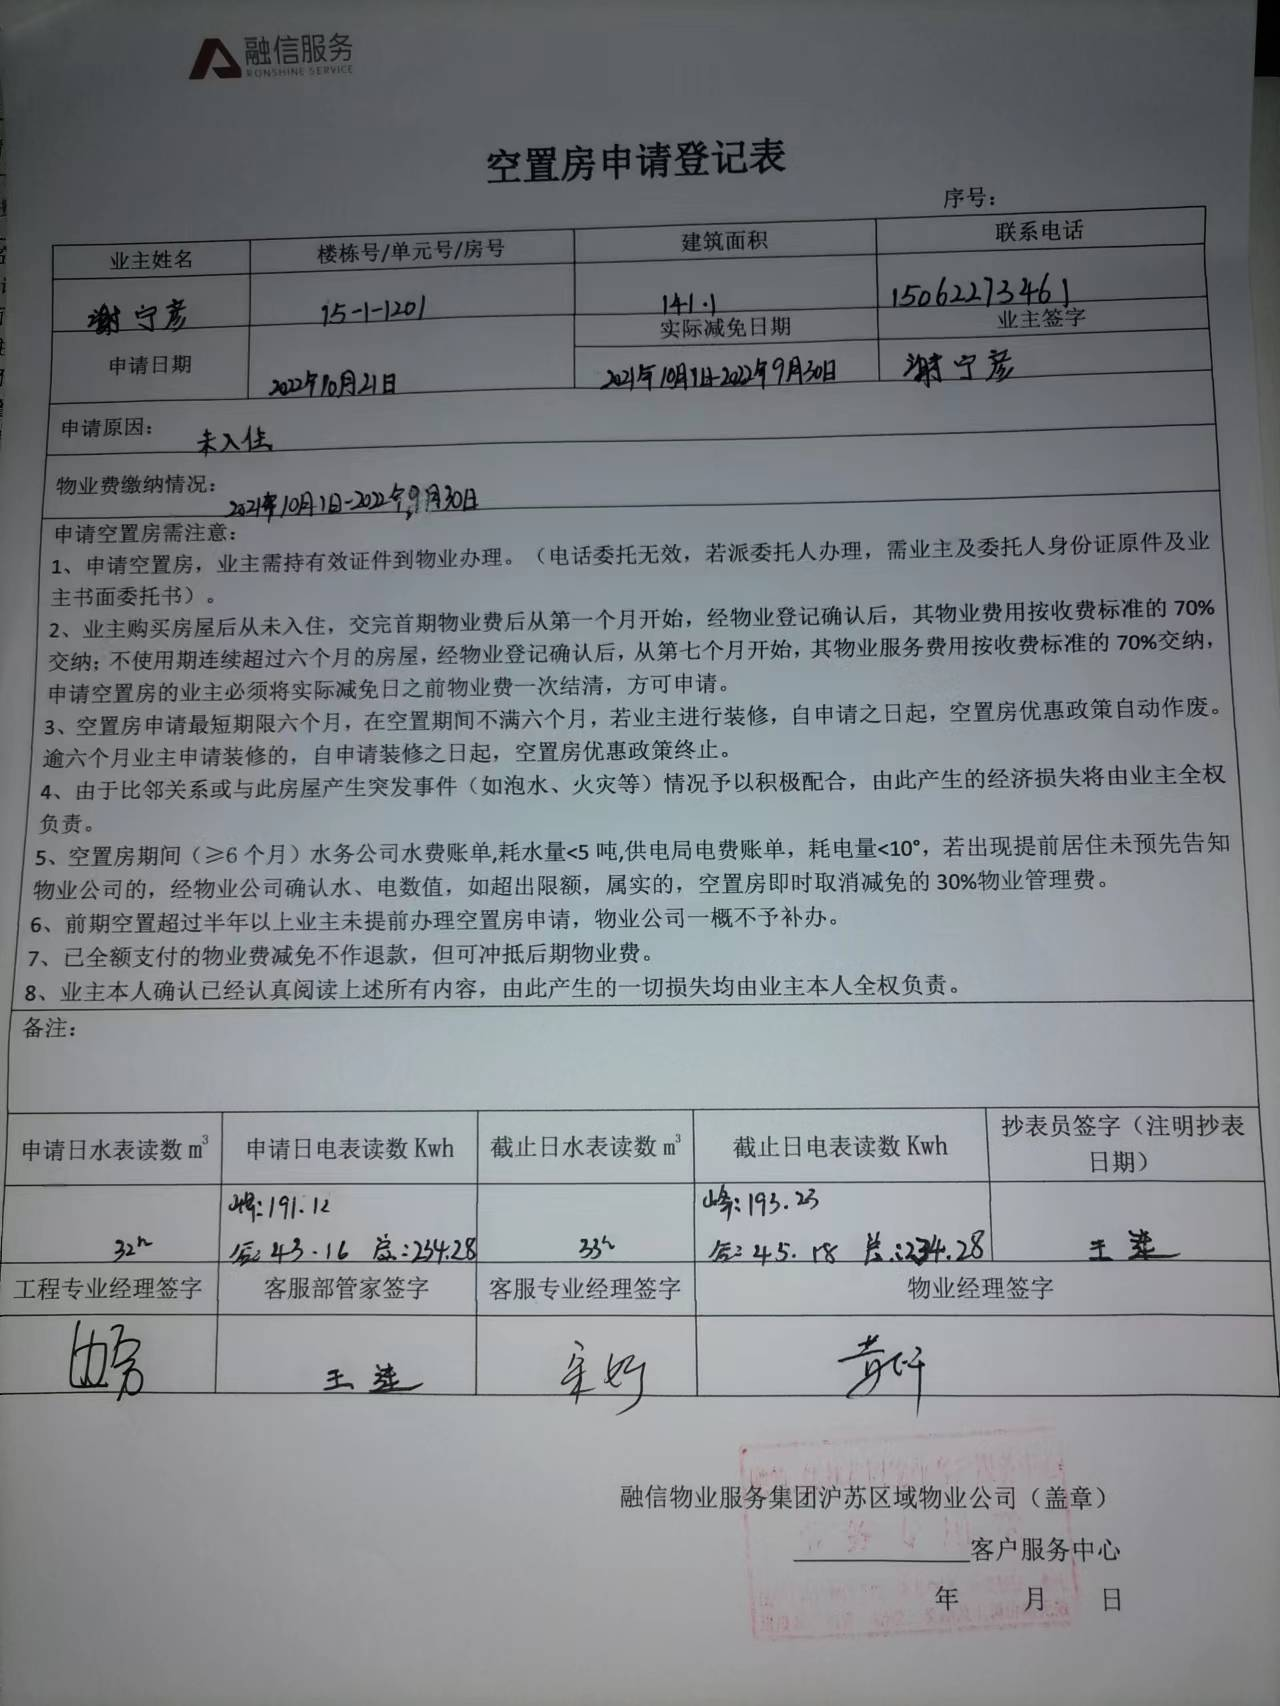 融信服务
RONSHINE SERVICE
空置房申请登记表
序号：
业主姓名 楼栋号/单元号/房号 建筑面积 联系电话
谢宁彦 15-1-1201 141.1 15062273461
申请日期 2022年10月21日 实际减免日期 业主签字
2021年10月1日-2022年9月30日 谢宁彦
申请原因： 未入住
物业费缴纳情况： 2021年10月1日-2022年9月30日
申请空置房需注意：
1、申请空置房，业主需持有效证件到物业办理。（电话委托无效，若派委托人办理，需业主及委托人身份证原件及业
主书面委托书）。
2、业主购买房屋后从未入住，交完首期物业费后从第一个月开始，经物业登记确认后，其物业费用按收费标准的 70%
交纳；不使用期连续超过六个月的房屋，经物业登记确认后，从第七个月开始，其物业服务费用按收费标准的 70%交纳，
申请空置房的业主必须将实际减免日之前物业费一次结清，方可申请。
3、空置房申请最短期限六个月，在空置期间不满六个月，若业主进行装修，自申请之日起，空置房优惠政策自动作废。
逾六个月业主申请装修的，自申请装修之日起，空置房优惠政策终止。
4、由于比邻关系或与此房屋产生突发事件（如泡水、火灾等）情况予以积极配合，由此产生的经济损失将由业主全权
负责。
5、空置房期间（≥6 个月）水务公司水费账单,耗水量<5 吨,供电局电费账单，耗电量<10°，若出现提前居住未预先告知
物业公司的，经物业公司确认水、电数值，如超出限额，属实的，空置房即时取消减免的 30%物业管理费。
6、前期空置超过半年以上业主未提前办理空置房申请，物业公司一概不予补办。
7、已全额支付的物业费减免不作退款，但可冲抵后期物业费。
8、业主本人确认已经认真阅读上述所有内容，由此产生的一切损失均由业主本人全权负责。
备注：
申请日水表读数 m³ 申请日电表读数 Kwh 截止日水表读数 m³ 截止日电表读数 Kwh 抄表员签字（注明抄表
日期）
峰：191.12 峰：193.23
32 谷：43.16 总：234.28 33 谷：45.18 总：234.28 王莲
工程专业经理签字 客服部管家签字 客服专业经理签字 物业经理签字
王莲
融信物业服务集团沪苏区域物业公司（盖章）
客户服务中心
年 月 日